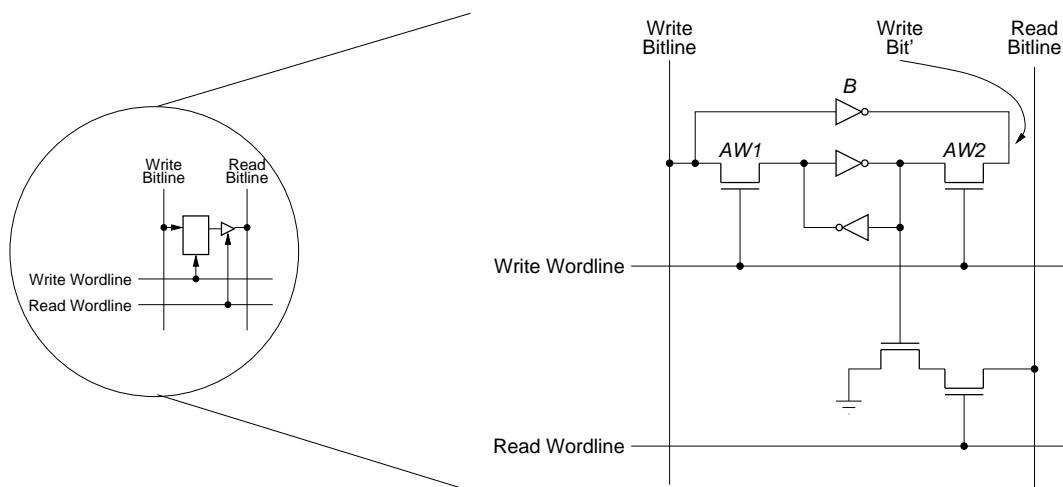 Write
Bitline
Write
Bit'
Read
Bitline
B
AW1
AW2
Write
Bitline
Read
Bitline
Write Wordline
Read Wordline
Write Wordline
Read Wordline